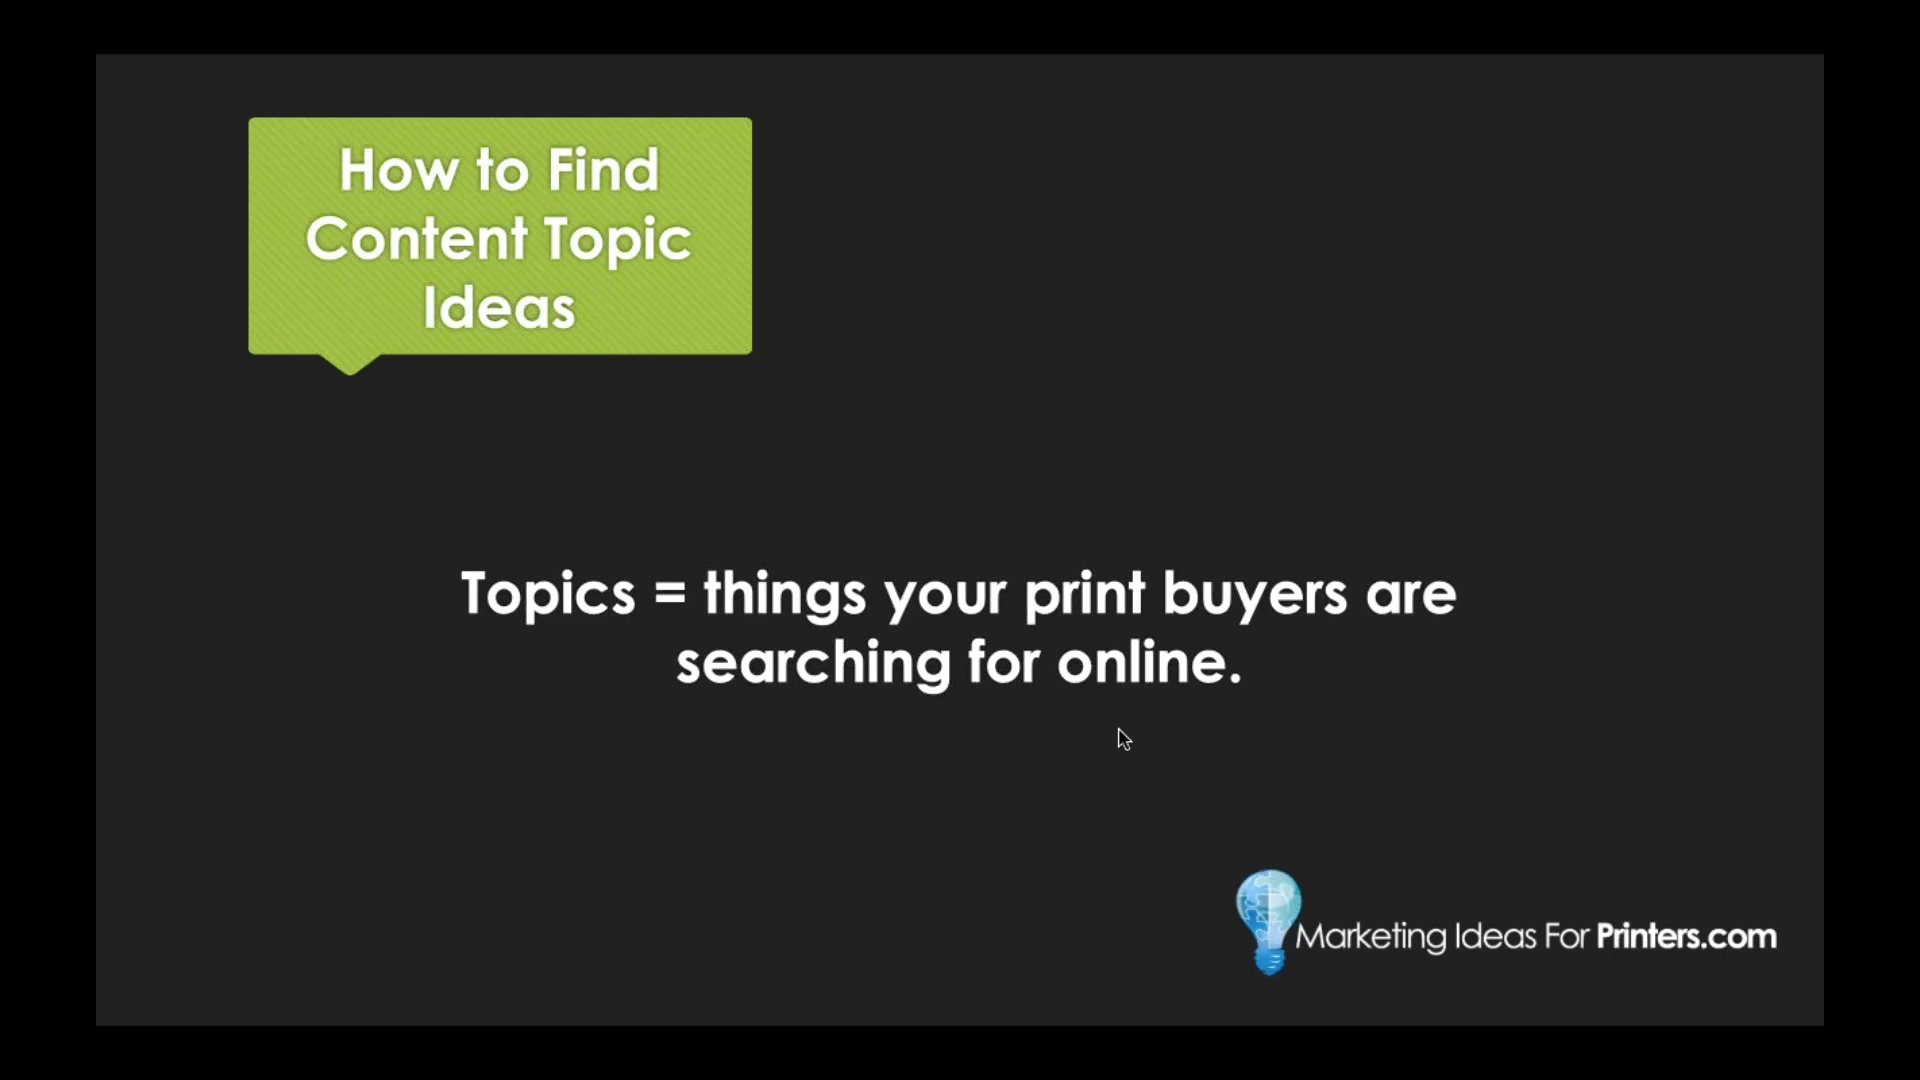 How to Find
Content Topic
Ideas
Topics = things your print buyers are
searching for online.
Marketing Ideas For Printers.com